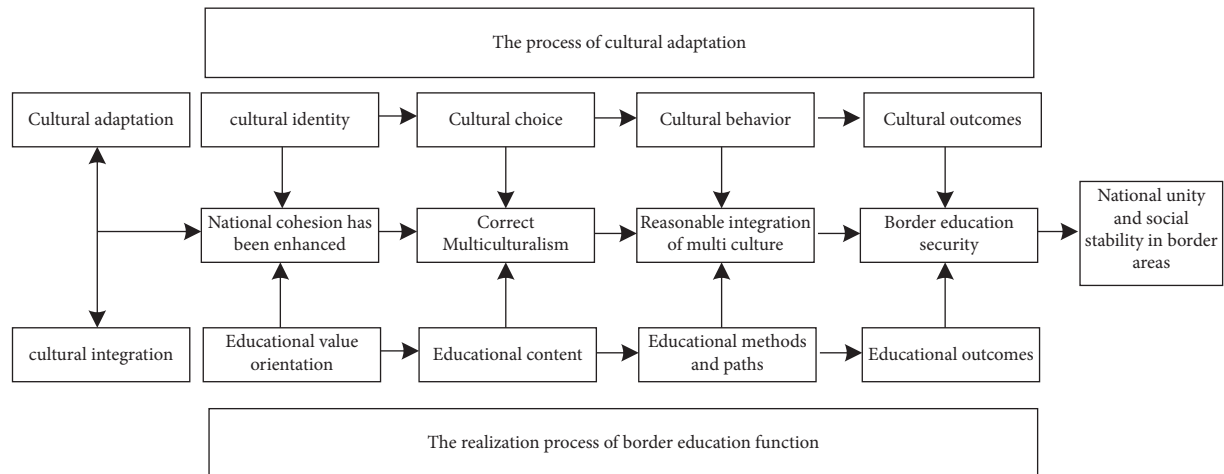 The process of cultural adaptation
Cultural adaptation
cultural identity
Cultural choice
Cultural behavior
Cultural outcomes
National cohesion has
been enhanced
Correct
Multiculturalism
Reasonable integration
of multi culture
Border education
security
National unity
and social
stability in border
areas
cultural integration
Educational value
orientation
Educational content
Educational methods
and paths
Educational outcomes
The realization process of border education function